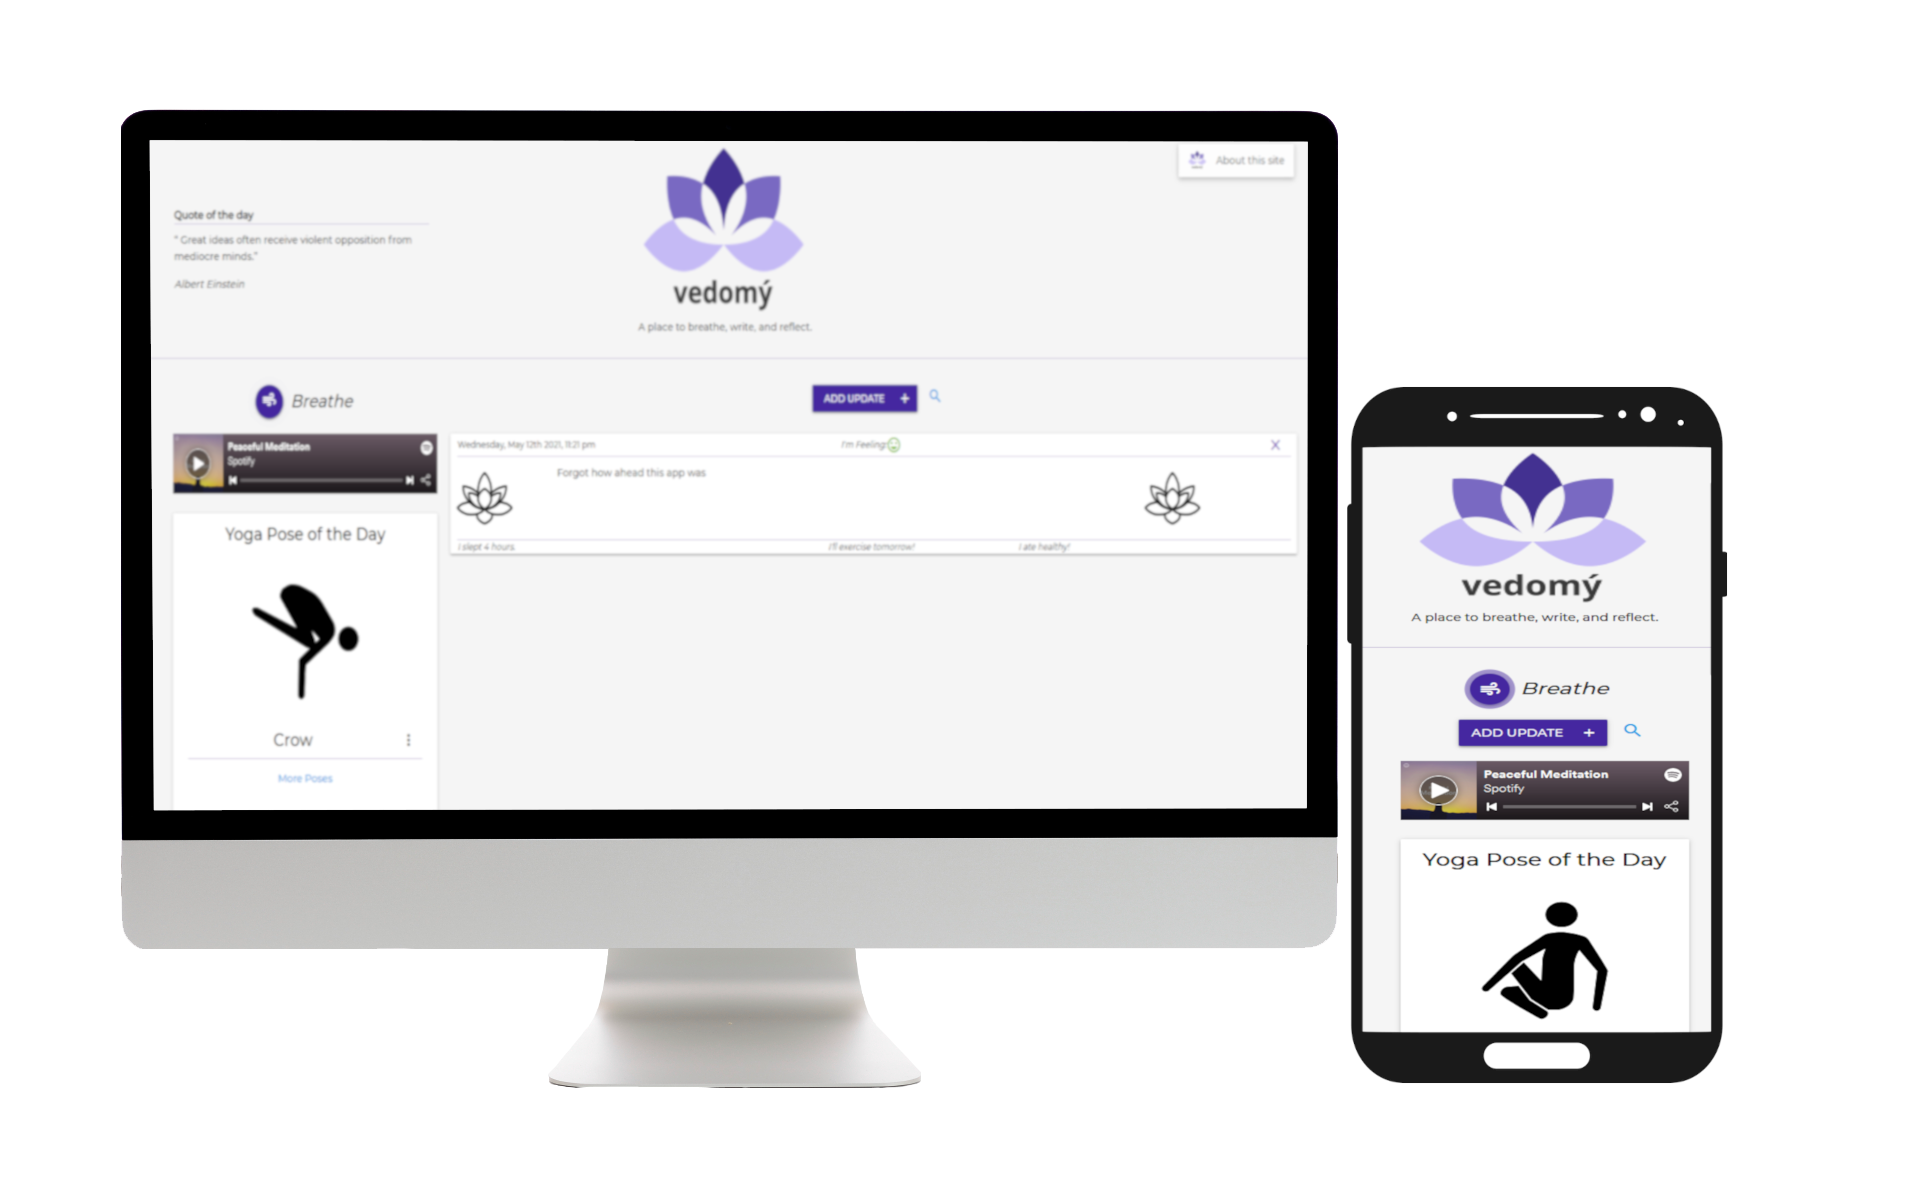 About this site
Quote of the day
" Great ideas often receive violent opposition from
mediocre minds."
Albert Einstein
vedomý
A place to breathe, write, and reflect.
Breathe
ADD UPDATE +
Peaceful Meditation
Spotify
Wednesday, May 12th 2021, 11:21 pm
I'm Feeling:
X
Forgot how ahead this app was
I slept 4 hours.
I'll exercise tomorrow!
I ate healthy!
Yoga Pose of the Day
Crow
More Poses
vedomý
A place to breathe, write, and reflect.
Breathe
ADD UPDATE +
Peaceful Meditation
Spotify
Yoga Pose of the Day